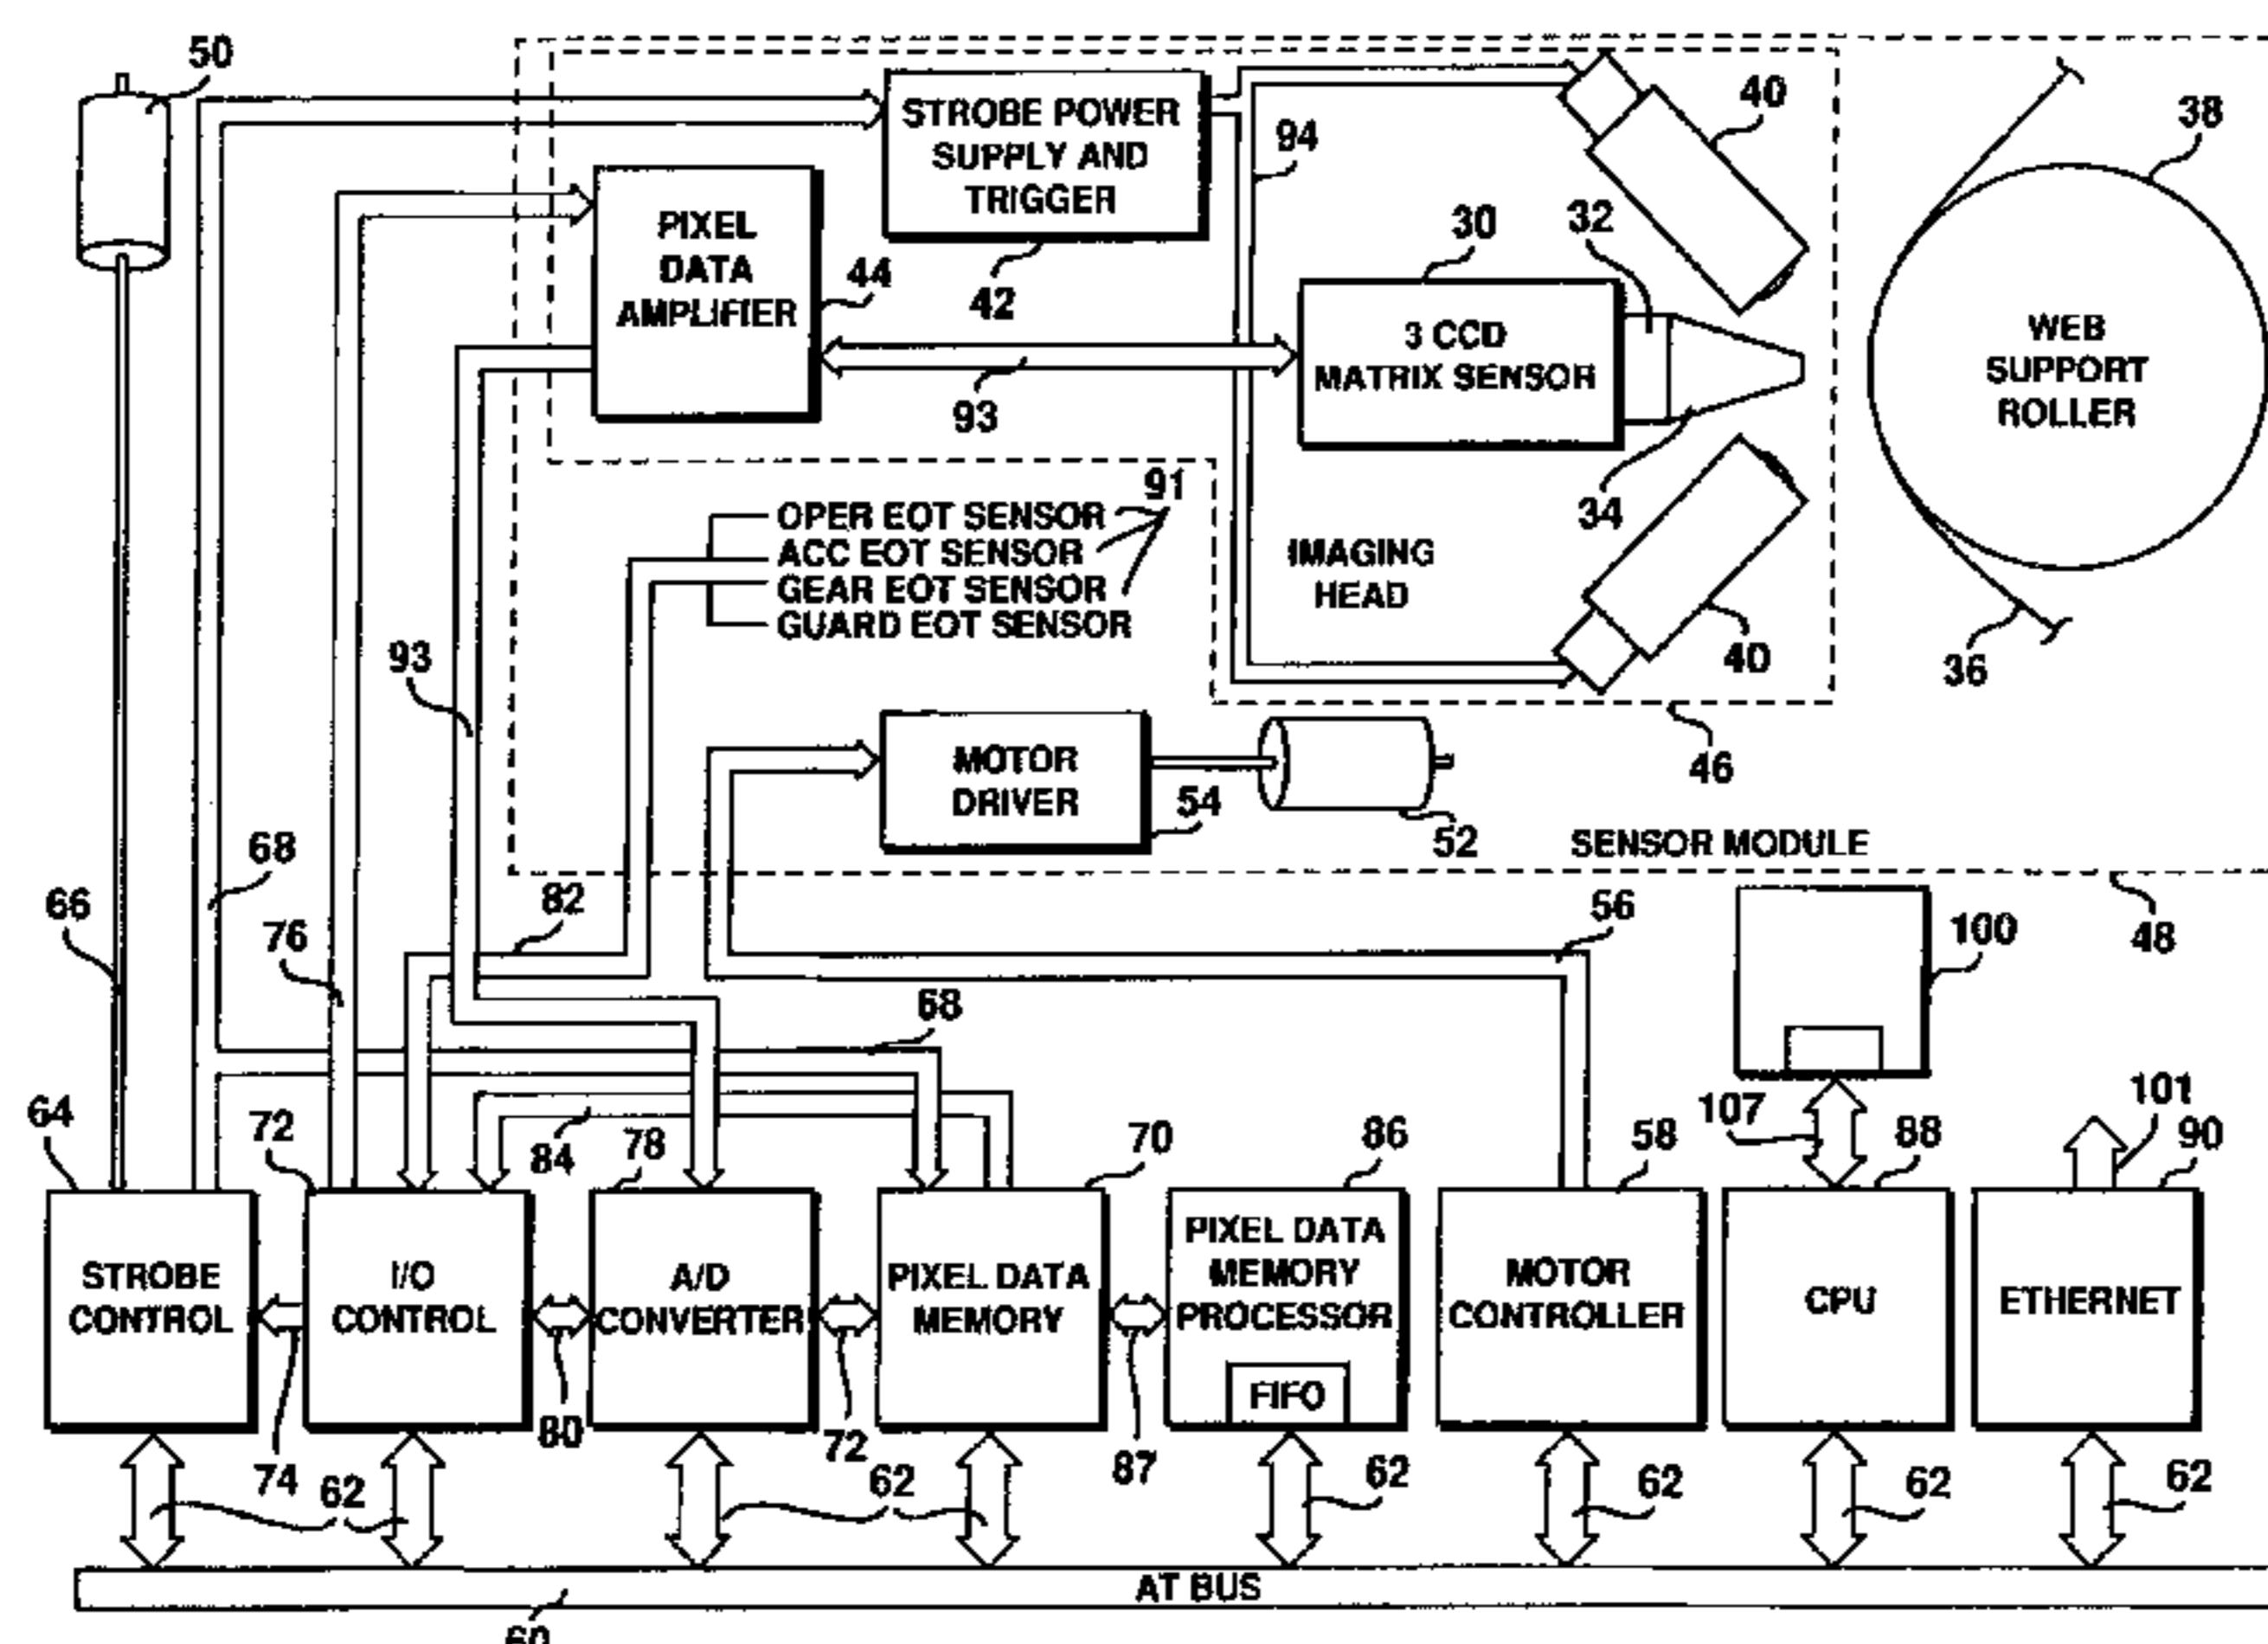 50
STROBE POWER
SUPPLY AND
TRIGGER
42
94
40
38
PIXEL
DATA
AMPLIFIER
44
30
32
3 CCD
MATRIX SENSOR
WEB
SUPPORT
ROLLER
93
34
91
OPER EOT SENSOR
ACC EOT SENSOR
GEAR EOT SENSOR
GUARD EOT SENSOR
IMAGING
HEAD
40
36
93
46
MOTOR
DRIVER
54
52
SENSOR MODULE
48
68
66
76
82
56
100
68
64
72
84
78
70
86
58
107
88
101
90
STROBE
CONTROL
I/O
CONTROL
A/D
CONVERTER
PIXEL DATA
MEMORY
PIXEL DATA
MEMORY
PROCESSOR
FIFO
MOTOR
CONTROLLER
CPU
ETHERNET
74
80
72
87
62
62
62
62
62
62
AT BUS
60